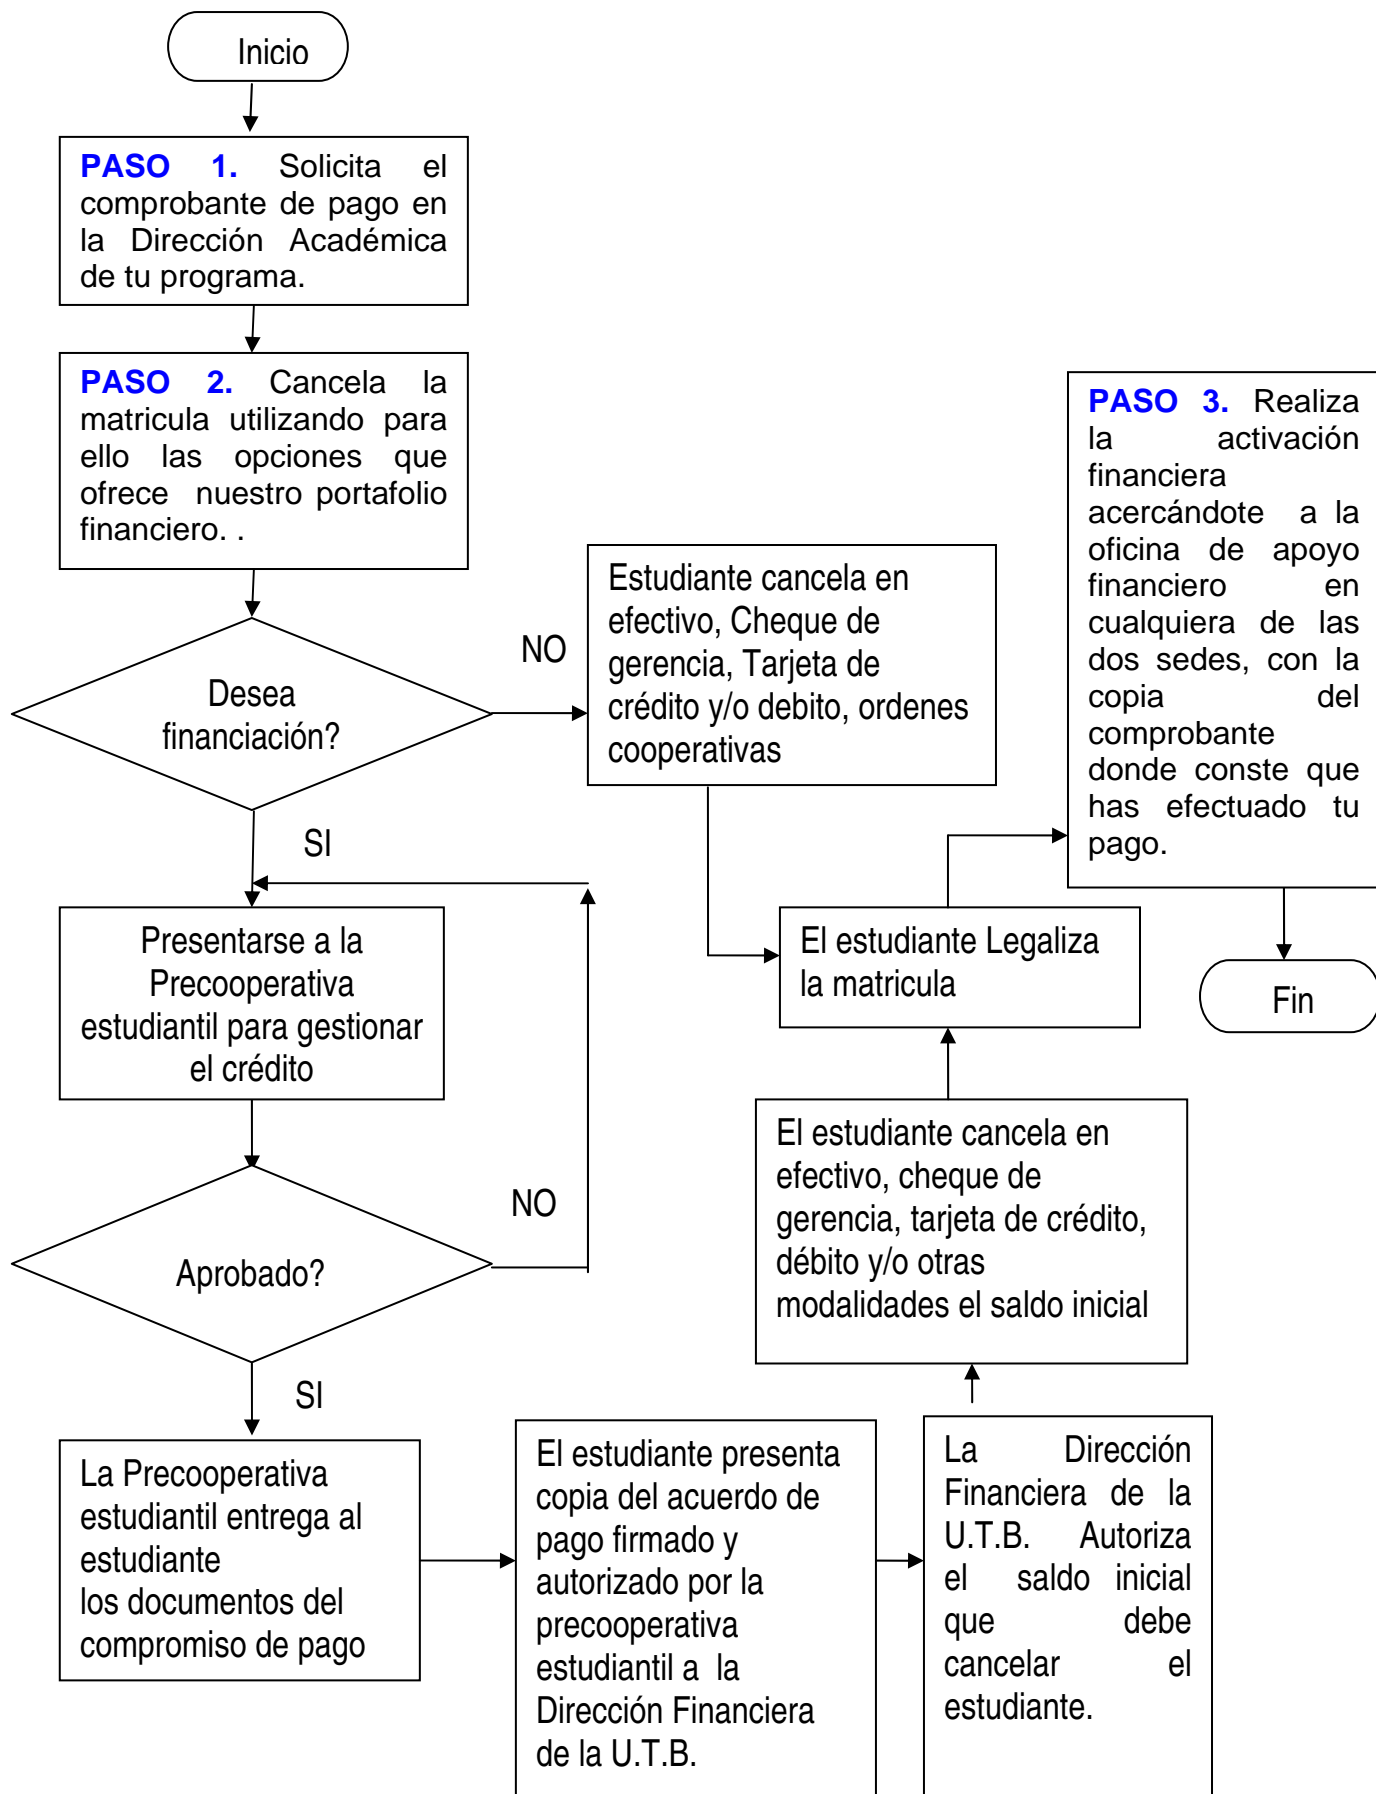 Inicio
PASO 1. Solicita el
comprobante de pago en
la Dirección Académica
de tu programa.
PASO 2. Cancela la
matricula utilizando para
ello las opciones que
ofrece nuestro portafolio
financiero. .
Desea
financiación?
NO
Estudiante cancela en
efectivo, Cheque de
gerencia, Tarjeta de
crédito y/o debito, ordenes
cooperativas
SI
Presentarse a la
Precooperativa
estudiantil para gestionar
el crédito
Aprobado?
NO
SI
La Precooperativa
estudiantil entrega al
estudiante
los documentos del
compromiso de pago
El estudiante presenta
copia del acuerdo de
pago firmado y
autorizado por la
precooperativa
estudiantil a la
Dirección Financiera
de la U.T.B.
La Dirección
Financiera de la
U.T.B. Autoriza
el saldo inicial
que debe
cancelar el
estudiante.
El estudiante cancela en
efectivo, cheque de
gerencia, tarjeta de crédito,
débito y/o otras
modalidades el saldo inicial
El estudiante Legaliza
la matricula
PASO 3. Realiza
la activación
financiera
acercándote a la
oficina de apoyo
financiero en
cualquiera de las
dos sedes, con la
copia del
comprobante
donde conste que
has efectuado tu
pago.
Fin